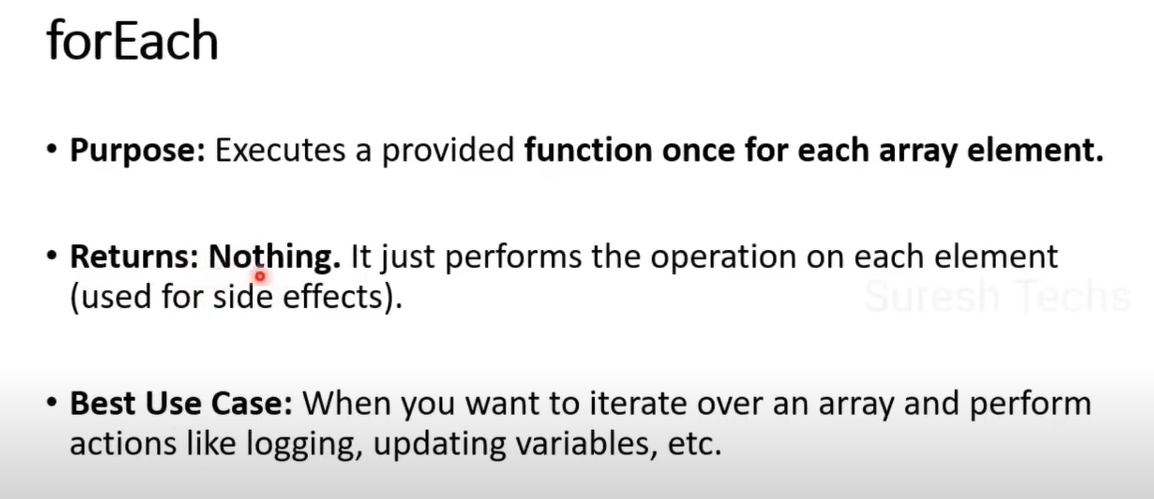 forEach
• Purpose: Executes a provided function once for each array element.
• Returns: Nothing. It just performs the operation on each element
(used for side effects).
Suresh Techs
• Best Use Case: When you want to iterate over an array and perform
actions like logging, updating variables, etc.